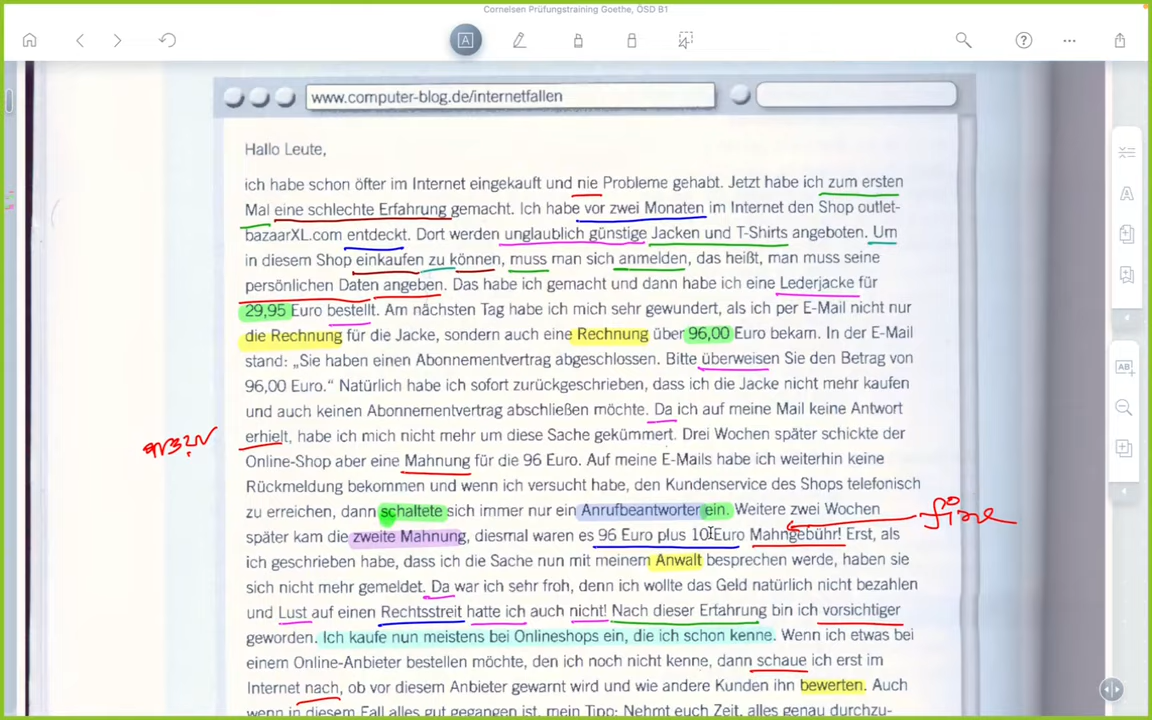 Cornelsen Prüfungstraining Goethe, ÖSD B1
www.computer-blog.de/internetfallen
Hallo Leute,
ich habe schon öfter im Internet eingekauft und nie Probleme gehabt. Jetzt habe ich zum ersten
Mal eine schlechte Erfahrung gemacht. Ich habe vor zwei Monaten im Internet den Shop outlet-
bazaarXL.com entdeckt. Dort werden unglaublich günstige Jacken und T-Shirts angeboten. Um
in diesem Shop einkaufen zu können, muss man sich anmelden, das heißt, man muss seine
persönlichen Daten angeben. Das habe ich gemacht und dann habe ich eine Lederjacke für
29,95 Euro bestellt. Am nächsten Tag habe ich mich sehr gewundert, als ich per E-Mail nicht nur
die Rechnung für die Jacke, sondern auch eine Rechnung über 96,00 Euro bekam. In der E-Mail
stand: „Sie haben einen Abonnementvertrag abgeschlossen. Bitte überweisen Sie den Betrag von
96,00 Euro.“ Natürlich habe ich sofort zurückgeschrieben, dass ich die Jacke nicht mehr kaufen
und auch keinen Abonnementvertrag abschließen möchte. Da ich auf meine Mail keine Antwort
erhielt, habe ich mich nicht mehr um diese Sache gekümmert. Drei Wochen später schickte der
Online-Shop aber eine Mahnung für die 96 Euro. Auf meine E-Mails habe ich weiterhin keine
Rückmeldung bekommen und wenn ich versucht habe, den Kundenservice des Shops telefonisch
zu erreichen, dann schaltete sich immer nur ein Anrufbeantworter ein. Weitere zwei Wochen
fine
später kam die zweite Mahnung, diesmal waren es 96 Euro plus 10 Euro Mahngebühr! Erst, als
ich geschrieben habe, dass ich die Sache nun mit meinem Anwalt besprechen werde, haben sie
sich nicht mehr gemeldet. Da war ich sehr froh, denn ich wollte das Geld natürlich nicht bezahlen
und Lust auf einen Rechtsstreit hatte ich auch nicht! Nach dieser Erfahrung bin ich vorsichtiger
geworden. Ich kaufe nun meistens bei Onlineshops ein, die ich schon kenne. Wenn ich etwas bei
einem Online-Anbieter bestellen möchte, den ich noch nicht kenne, dann schaue ich erst im
Internet nach, ob vor diesem Anbieter gewarnt wird und wie andere Kunden ihn bewerten. Auch
wenn in diesem Fall alles gut gegangen ist, mein Tipp: Nehmt euch Zeit, alles genau durchzu-